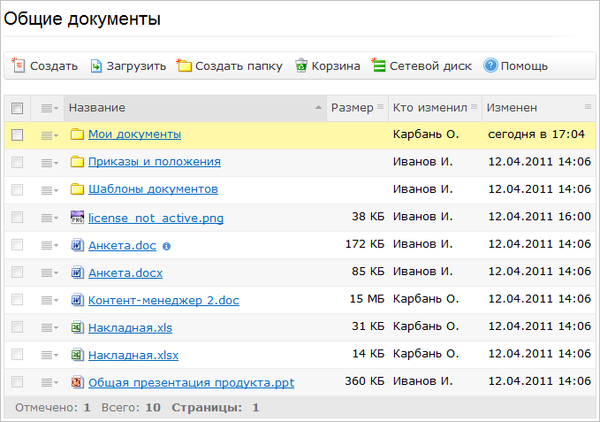 Общие документы
Создать Загрузить Создать папку Корзина Сетевой диск Помощь
Название Размер Кто изменил Изменен
Мои документы Карбань О. сегодня в 17:04
Приказы и положения Иванов И. 12.04.2011 14:06
Шаблоны документов Иванов И. 12.04.2011 14:06
license_not_active.png 38 КБ Иванов И. 12.04.2011 16:00
Анкета.doc 172 КБ Иванов И. 12.04.2011 14:06
Анкета.docx 85 КБ Иванов И. 12.04.2011 14:06
Контент-менеджер 2.doc 15 МБ Карбань О. 12.04.2011 14:06
Накладная.xls 31 КБ Карбань О. 12.04.2011 14:06
Накладная.xlsx 14 КБ Карбань О. 12.04.2011 14:06
Общая презентация продукта.ppt 360 КБ Иванов И. 12.04.2011 14:06
Отмечено: 1 Всего: 10 Страницы: 1